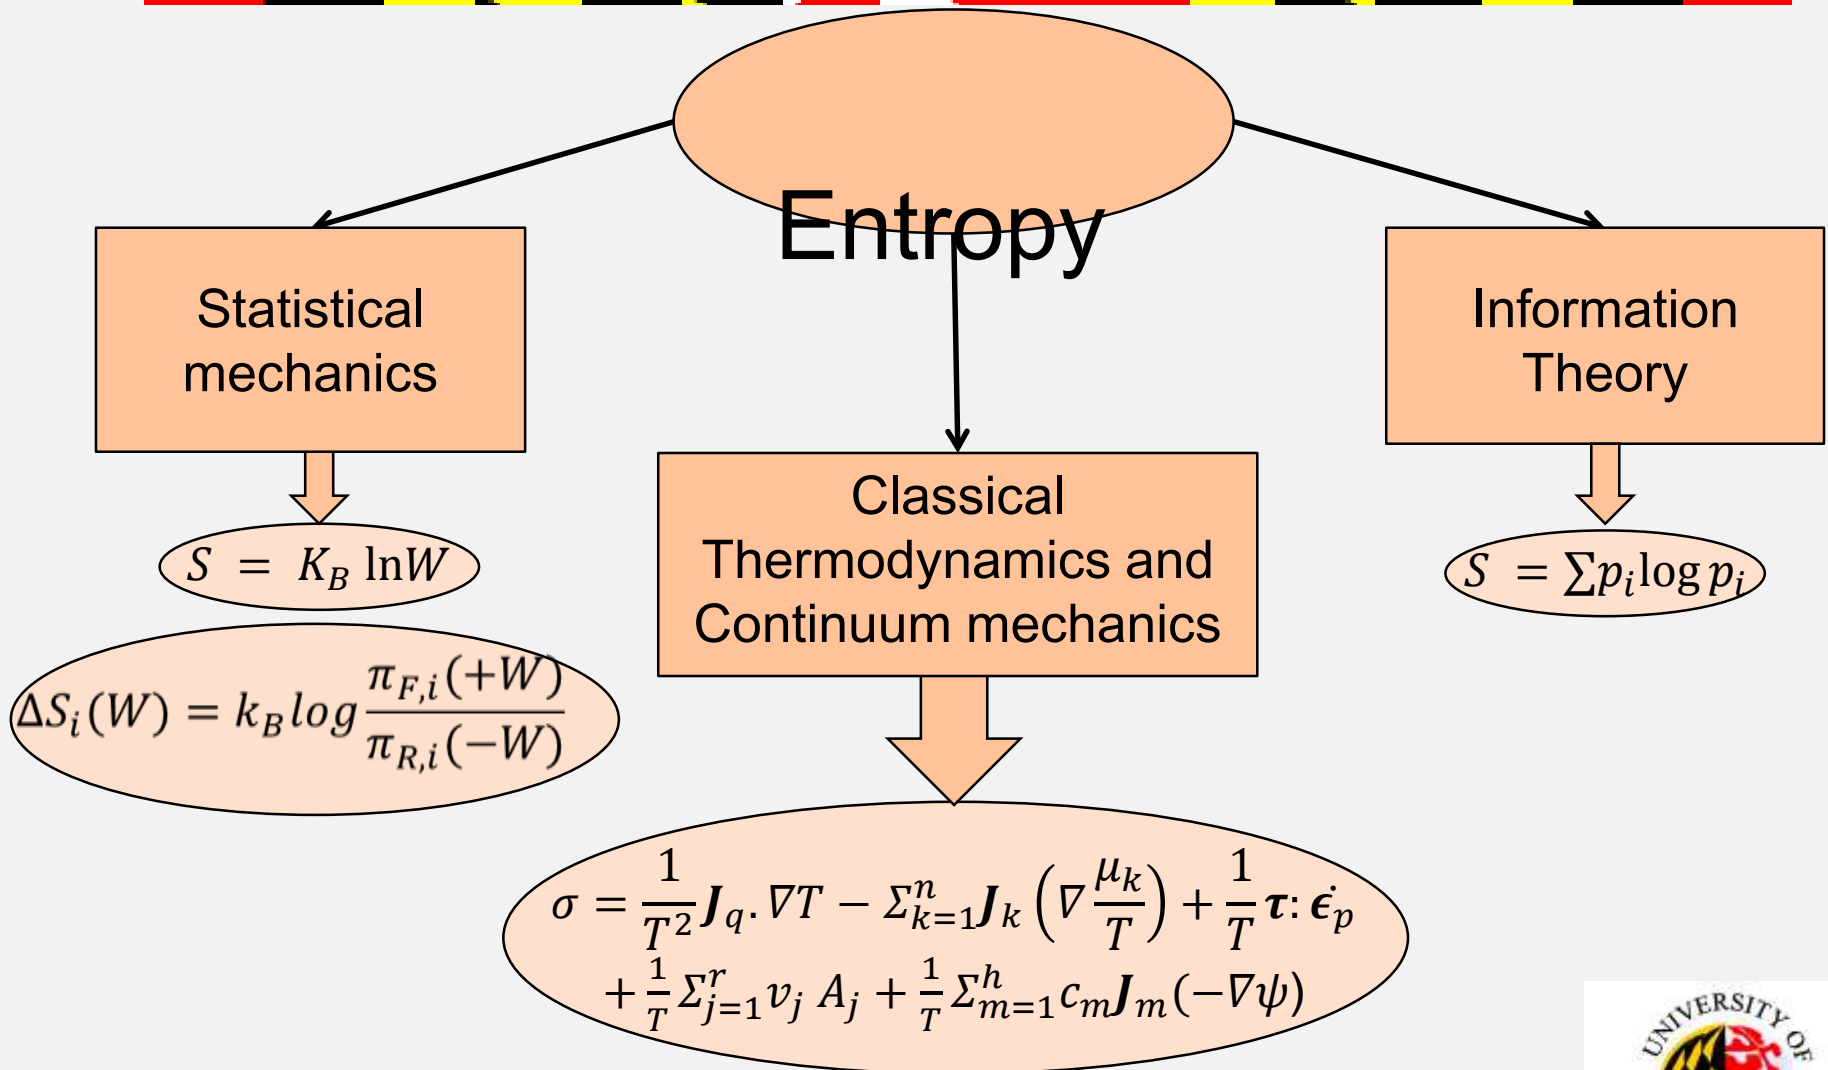 Entropy
Statistical
mechanics
S = K_B lnW
ΔS_i(W) = k_B log π_{F,i}(+W) / π_{R,i}(−W)
Classical
Thermodynamics and
Continuum mechanics
σ = 1/T² J_q. ∇T − Σ_{k=1}^n J_k (∇ μ_k/T) + 1/T τ: ϵ̇_p
+ 1/T Σ_{j=1}^r v_j A_j + 1/T Σ_{m=1}^h c_m J_m(−∇ψ)
Information
Theory
S = ∑p_i log p_i
UNIVERSITY OF